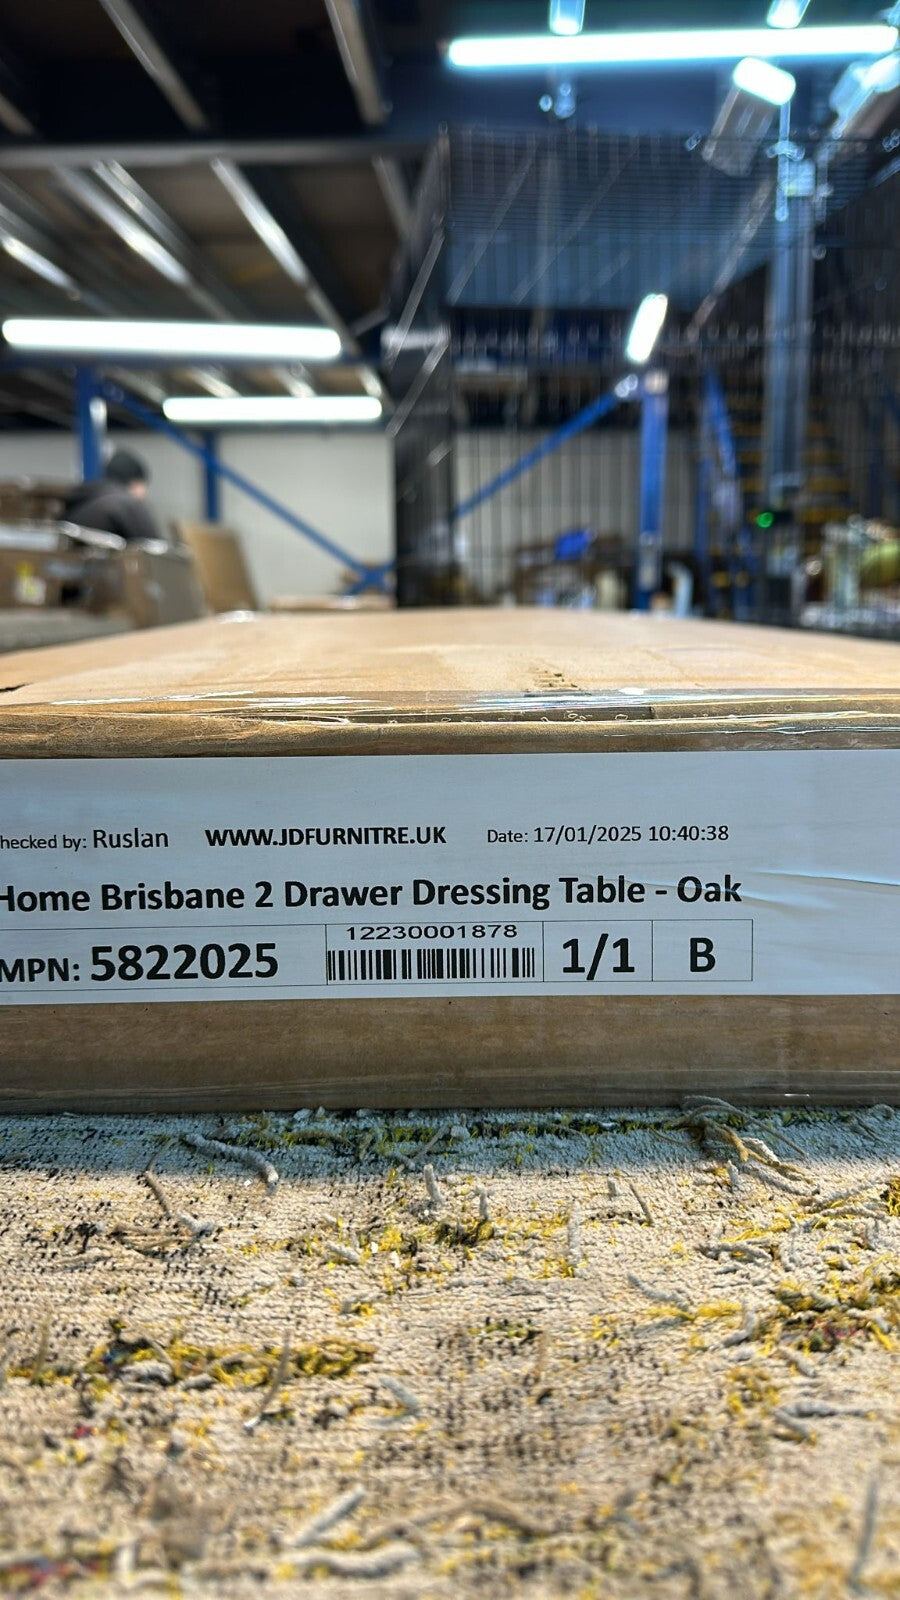 hecked by: Ruslan WWW.JDFURNITRE.UK Date: 17/01/2025 10:40:38
Home Brisbane 2 Drawer Dressing Table - Oak
MPN: 5822025 12230001878 1/1 B